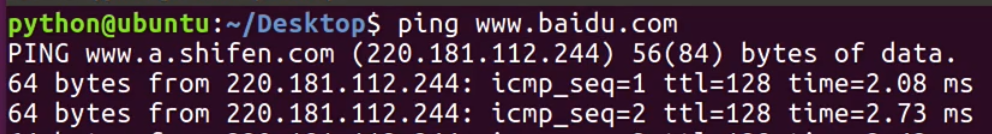 python@ubuntu:~/Desktop$ ping www.baidu.com
PING www.a.shifen.com (220.181.112.244) 56(84) bytes of data.
64 bytes from 220.181.112.244: icmp_seq=1 ttl=128 time=2.08 ms
64 bytes from 220.181.112.244: icmp_seq=2 ttl=128 time=2.73 ms